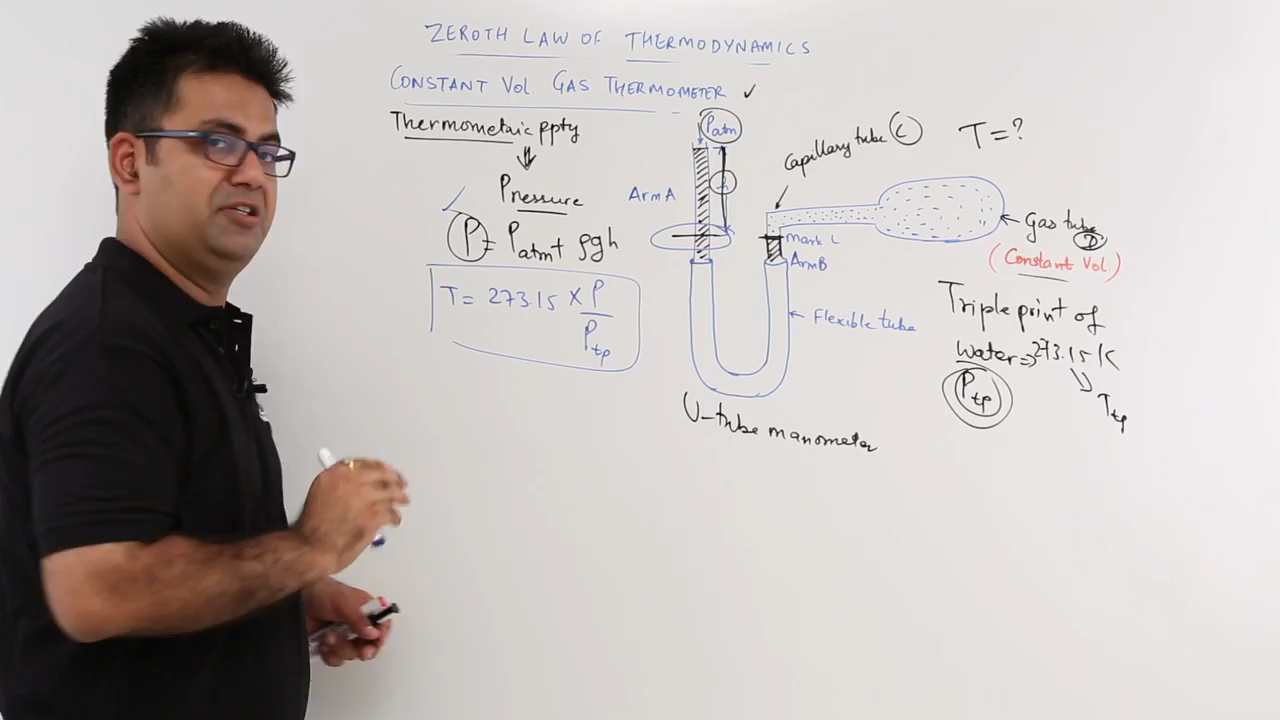 ZEROTH LAW OF THERMODYNAMICS
CONSTANT VOL GAS THERMOMETER ✓
Thermometric ppty
⇓
Pressure
P = Patm + ρgh
T = 273.15 × P/Ptp
Patm
Arm A
h
Capillary tube C
T = ?
mark L
Arm B
Gas tube D
(Constant Vol.)
Flexible tube
U-tube manometer
Triple print of
Water => 273.15 K
Ptp
Ttp